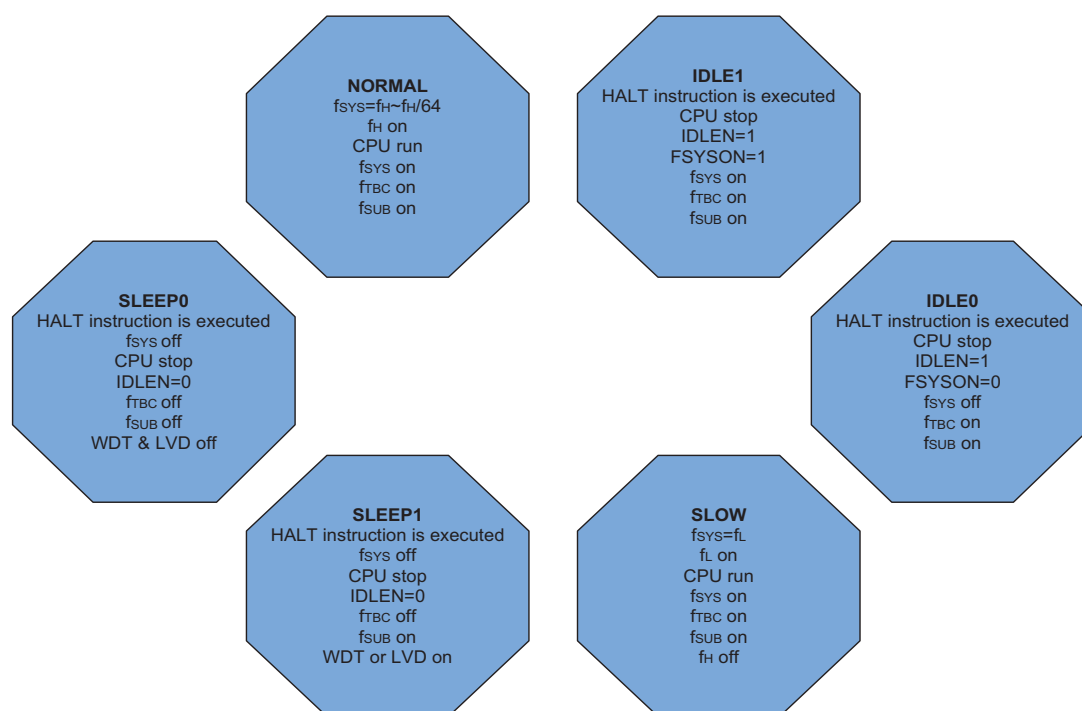 NORMAL
fSYS=fH~fH/64
fH on
CPU run
fSYS on
fTBC on
fSUB on
IDLE1
HALT instruction is executed
CPU stop
IDLEN=1
FSYSON=1
fSYS on
fTBC on
fSUB on
SLEEP0
HALT instruction is executed
fSYS off
CPU stop
IDLEN=0
fTBC off
fSUB off
WDT & LVD off
IDLE0
HALT instruction is executed
CPU stop
IDLEN=1
FSYSON=0
fSYS off
fTBC on
fSUB on
SLEEP1
HALT instruction is executed
fSYS off
CPU stop
IDLEN=0
fTBC off
fSUB on
WDT or LVD on
SLOW
fSYS=fL
fL on
CPU run
fSYS on
fTBC on
fSUB on
fH off